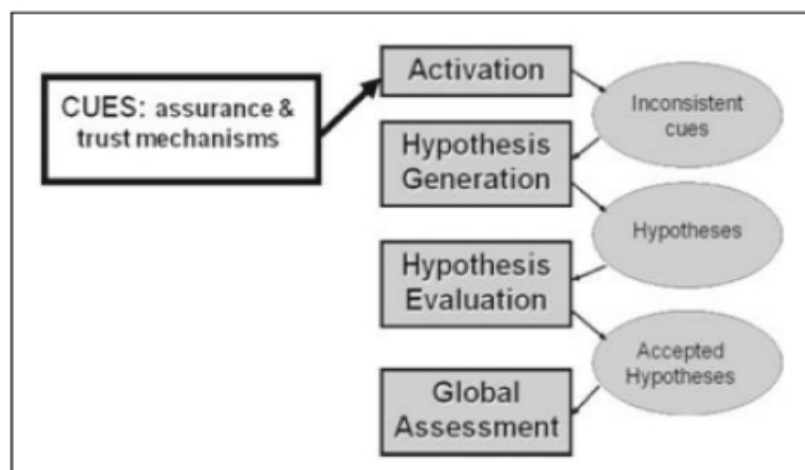 CUES: assurance &
trust mechanisms
Activation
Inconsistent
cues
Hypothesis
Generation
Hypotheses
Hypothesis
Evaluation
Accepted
Hypotheses
Global
Assessment